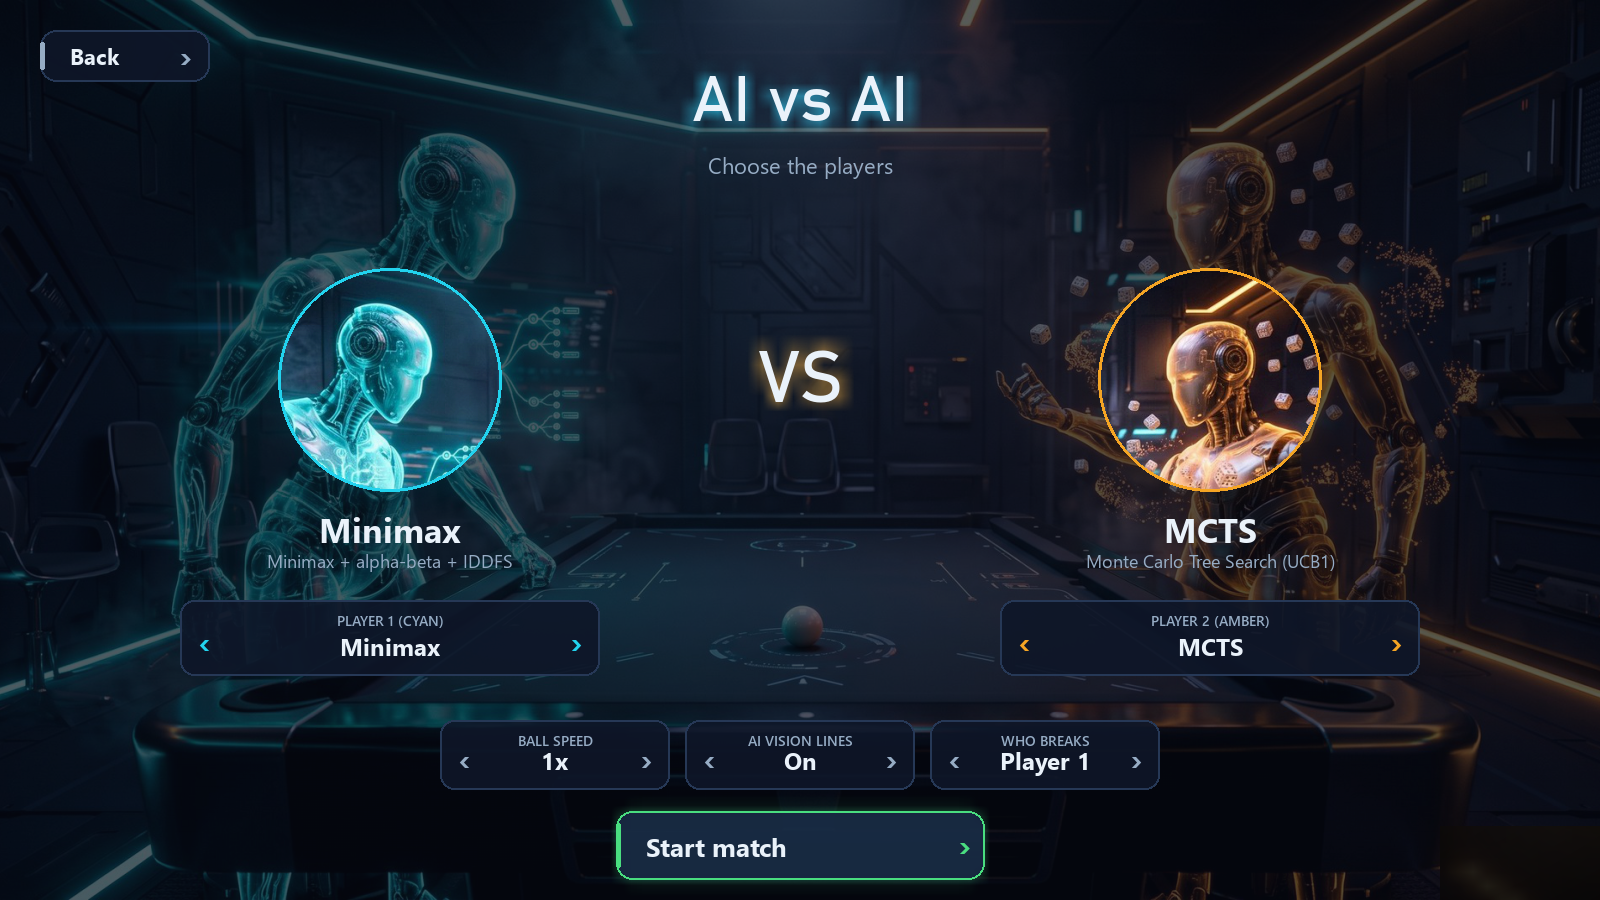 Back
AI vs AI
Choose the players
VS
Minimax
Minimax + alpha-beta + IDDFS
MCTS
Monte Carlo Tree Search (UCB1)
PLAYER 1 (CYAN)
Minimax
PLAYER 2 (AMBER)
MCTS
BALL SPEED
1x
AI VISION LINES
On
WHO BREAKS
Player 1
Start match